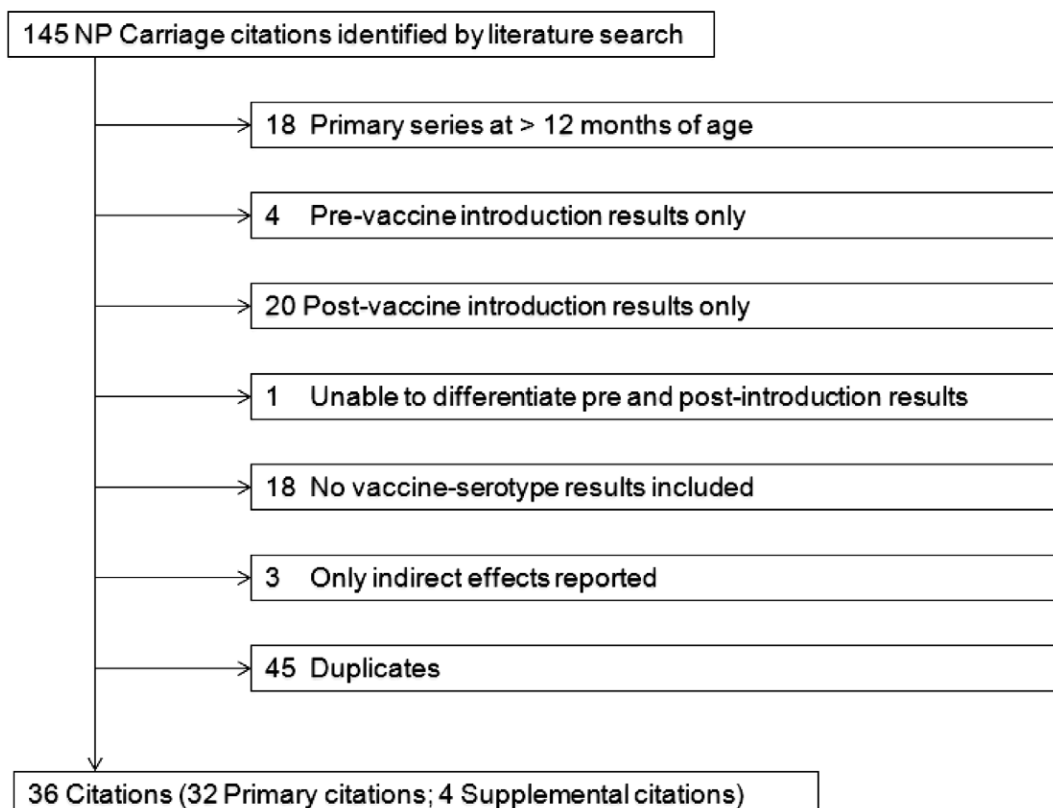 145 NP Carriage citations identified by literature search
18 Primary series at > 12 months of age
4 Pre-vaccine introduction results only
20 Post-vaccine introduction results only
1 Unable to differentiate pre and post-introduction results
18 No vaccine-serotype results included
3 Only indirect effects reported
45 Duplicates
36 Citations (32 Primary citations; 4 Supplemental citations)